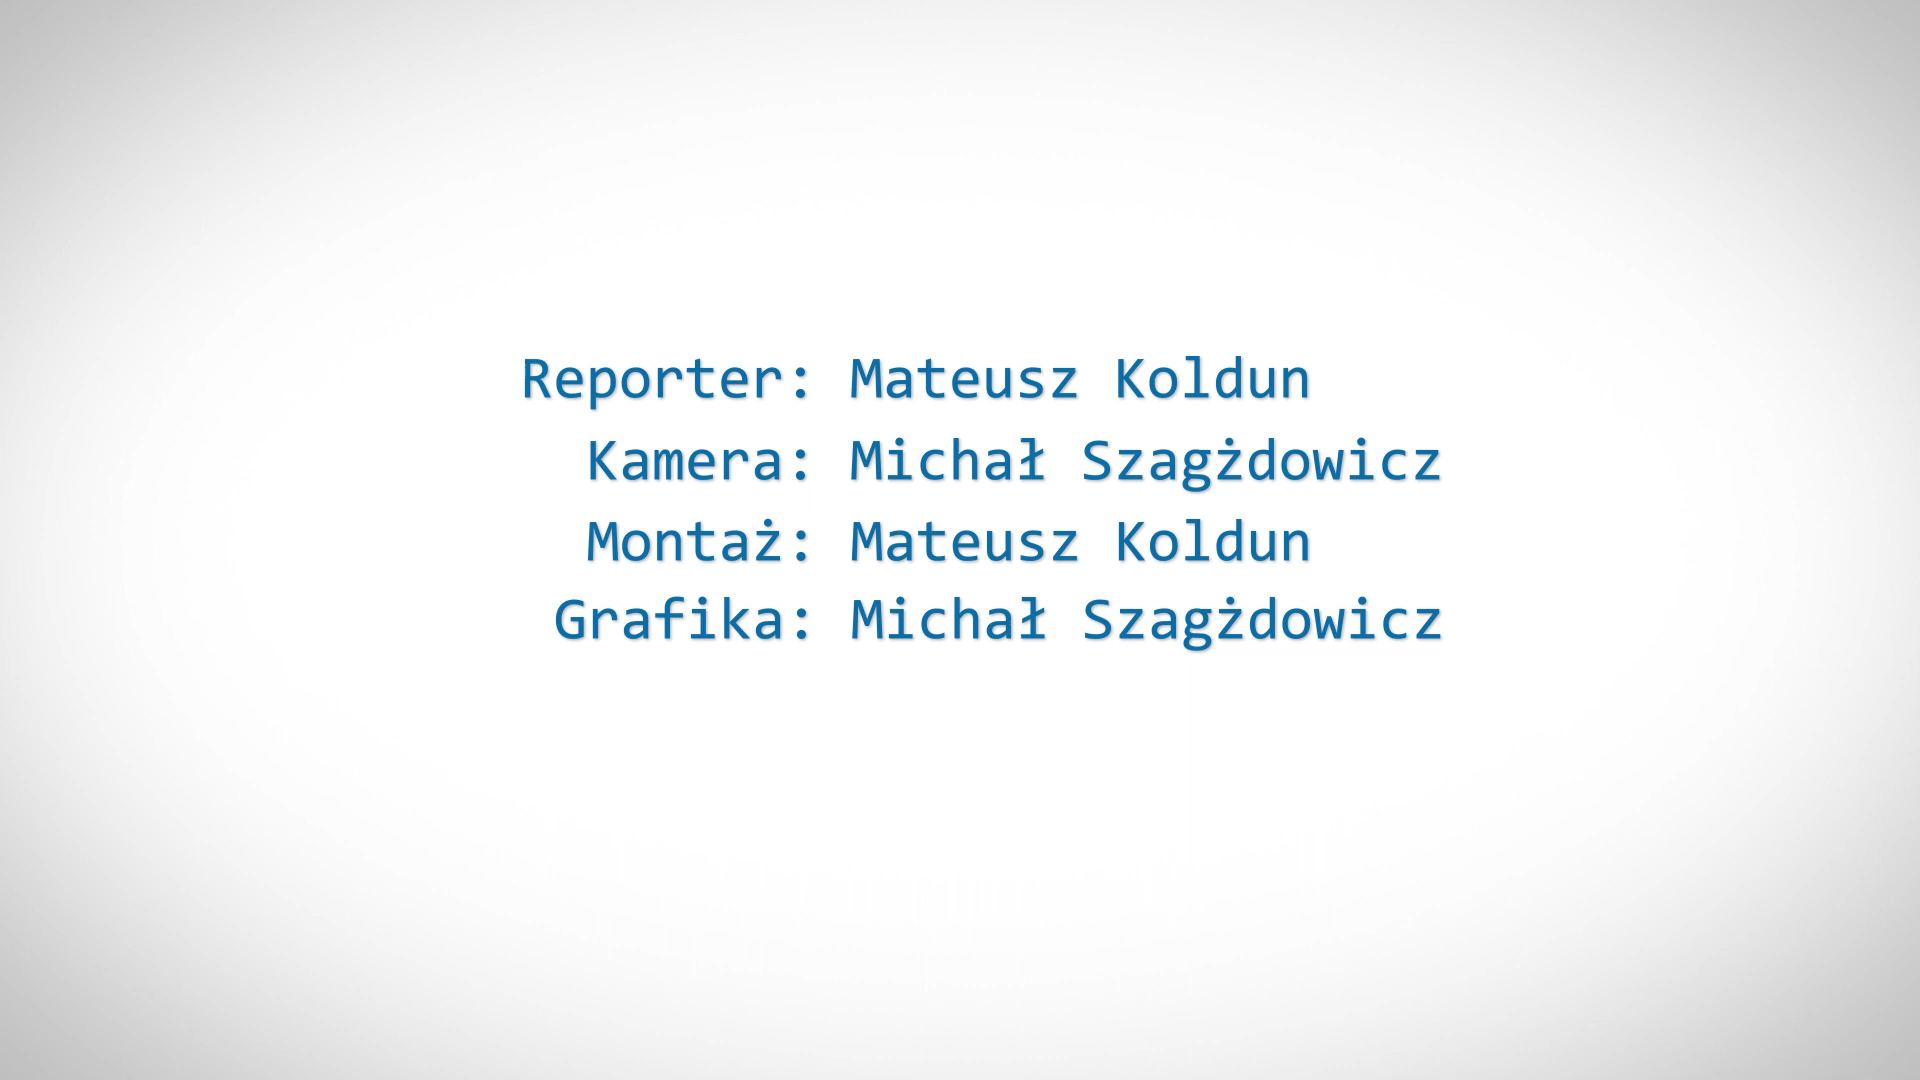 Reporter: Mateusz Koldun
Kamera: Michał Szagżdowicz
Montaż: Mateusz Koldun
Grafika: Michał Szagżdowicz